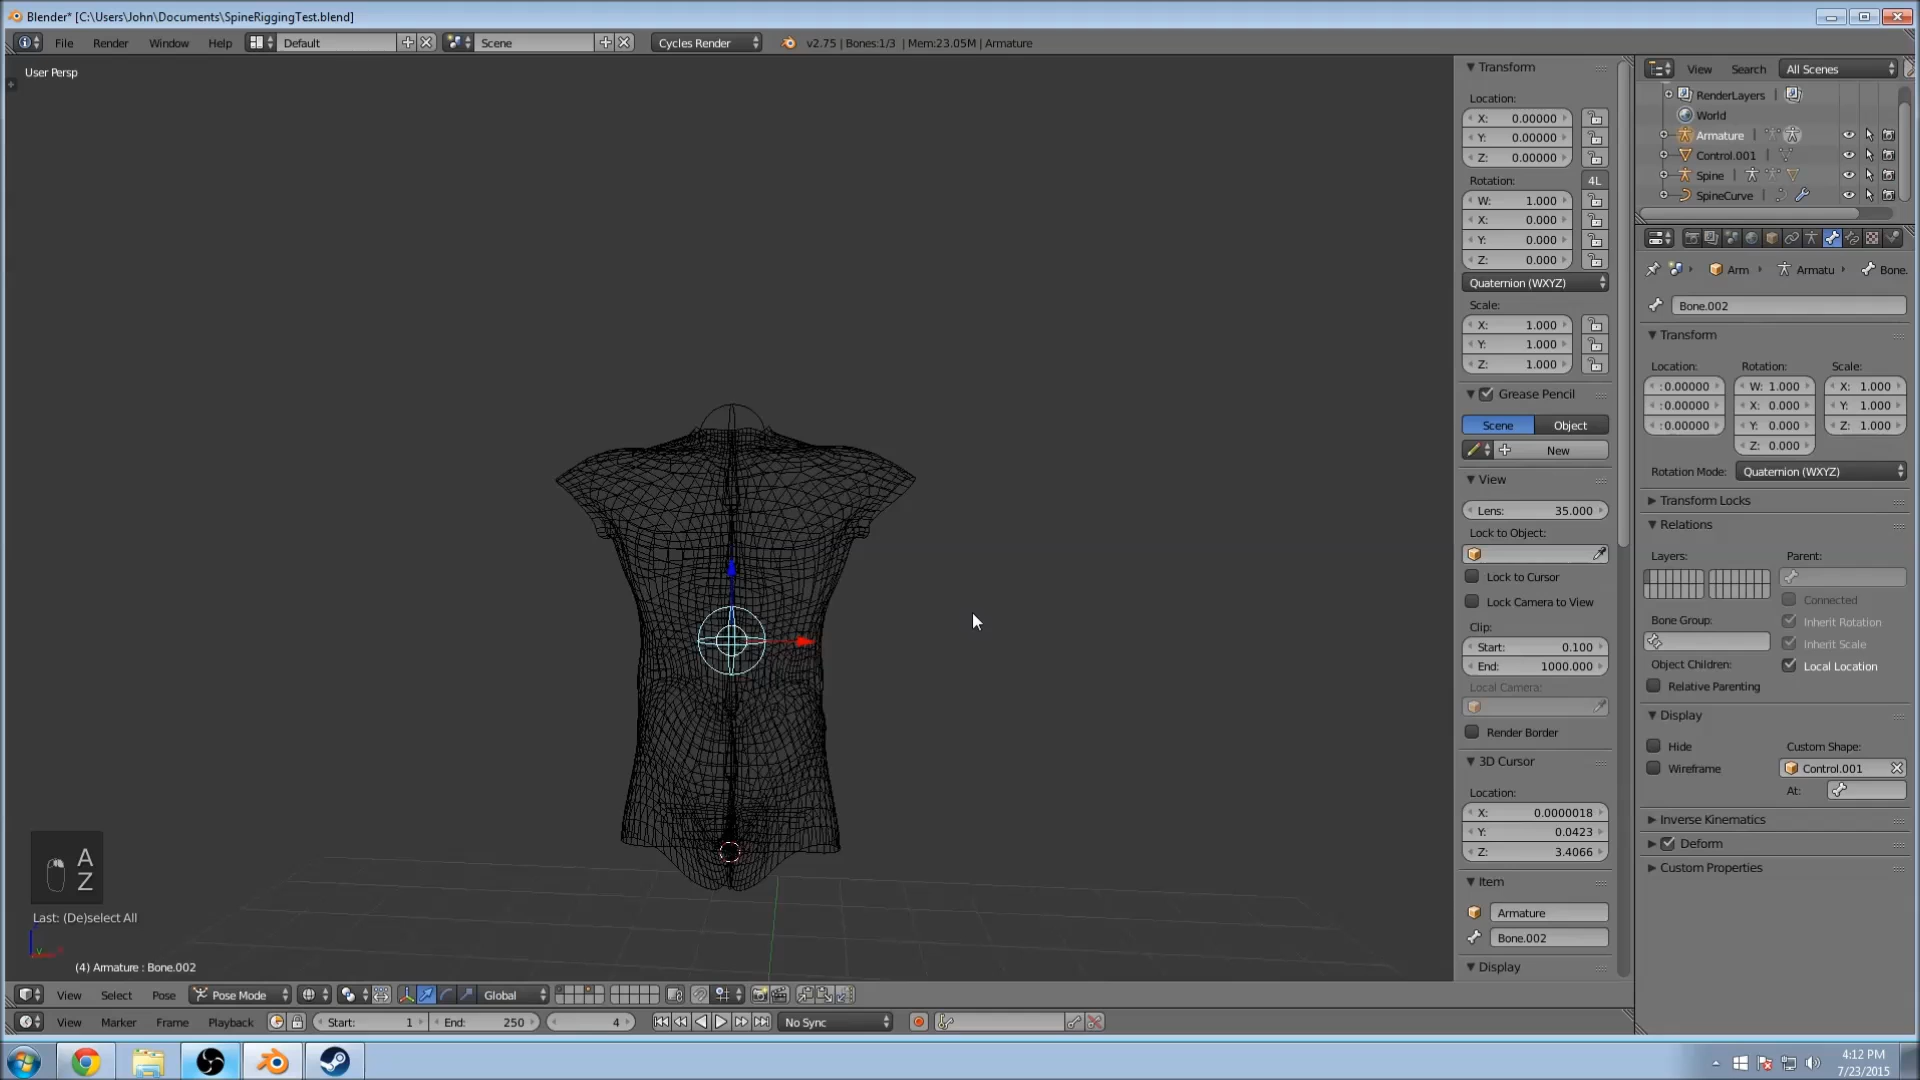 Blender* [C:\Users\John\Documents\SpineRiggingTest.blend]
File Render Window Help Default Scene Cycles Render v2.75 | Bones:1/3 | Mem:23.05M | Armature
User Persp
Transform
Location:
X: 0.00000
Y: 0.00000
Z: 0.00000
Rotation: 4L
W: 1.000
X: 0.000
Y: 0.000
Z: 0.000
Quaternion (WXYZ)
Scale:
X: 1.000
Y: 1.000
Z: 1.000
Grease Pencil
Scene Object
New
View
Lens: 35.000
Lock to Object:
Lock to Cursor
Lock Camera to View
Clip:
Start: 0.100
End: 1000.000
Local Camera:
Render Border
3D Cursor
Location:
X: 0.0000018
Y: 0.0423
Z: 3.4066
Item
Armature
Bone.002
Display
View Search All Scenes
RenderLayers
World
Armature
Control.001
Spine
SpineCurve
Arm Armatu Bone.
Bone.002
Transform
Location: Rotation: Scale:
:0.00000 W: 1.000 X: 1.000
:0.00000 X: 0.000 Y: 1.000
:0.00000 Y: 0.000 Z: 1.000
Z: 0.000
Rotation Mode: Quaternion (WXYZ)
Transform Locks
Relations
Layers: Parent:
Connected
Bone Group: Inherit Rotation
Inherit Scale
Object Children: Local Location
Relative Parenting
Display
Hide Custom Shape:
Wireframe Control.001
At:
Inverse Kinematics
Deform
Custom Properties
A
Z
Last: (De)select All
(4) Armature : Bone.002
View Select Pose Pose Mode Global
View Marker Frame Playback Start: 1 End: 250 4 No Sync
4:12 PM
7/23/2015